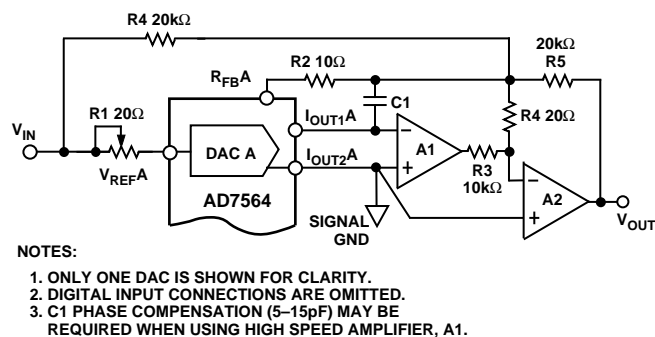 R4 20kΩ
R2 10Ω
20kΩ
R5
RFBA
C1
R1 20Ω
IOUT1A
R4 20Ω
VIN
DAC A
A1
IOUT2A
R3
10kΩ
VREFA
AD7564
A2
SIGNAL
GND
VOUT
NOTES:
1. ONLY ONE DAC IS SHOWN FOR CLARITY.
2. DIGITAL INPUT CONNECTIONS ARE OMITTED.
3. C1 PHASE COMPENSATION (5–15pF) MAY BE
REQUIRED WHEN USING HIGH SPEED AMPLIFIER, A1.